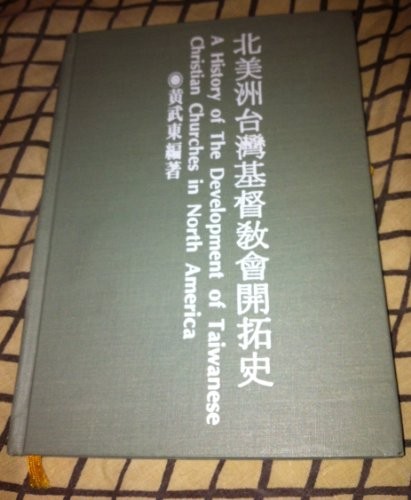 北美洲台灣基督教會開拓史
A History of The Development of Taiwanese
Christian Churches in North America
◉黃武東編著